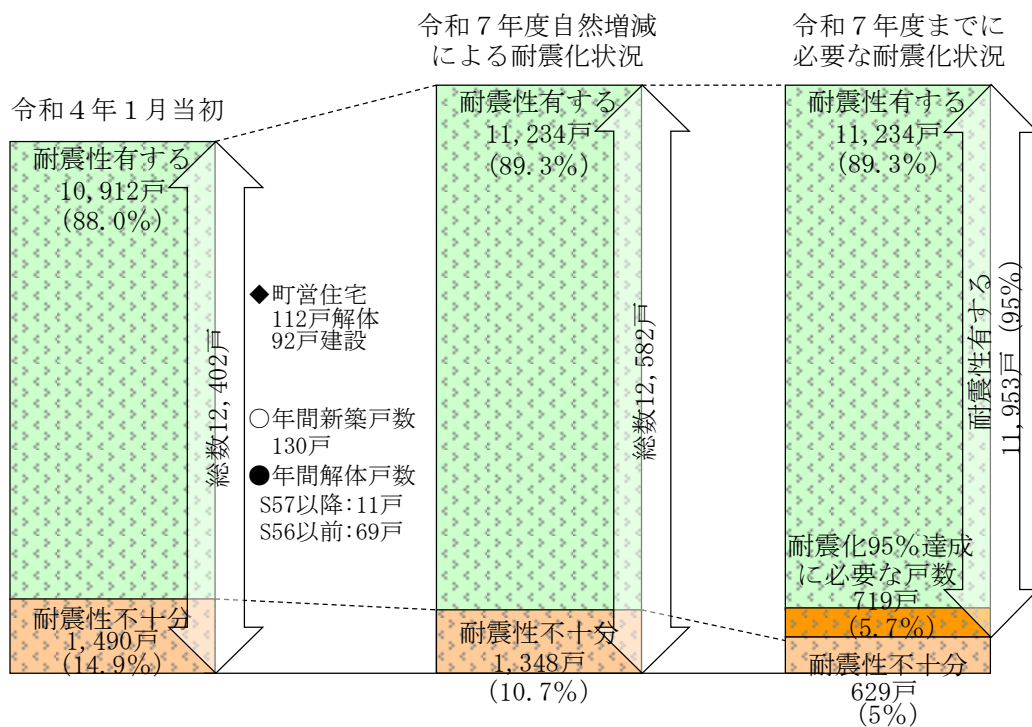 令和４年１月当初
耐震性有する
10,912戸
(88.0%)
総数12,402戸
耐震性不十分
1,490戸
(14.9%)
◆町営住宅
112戸解体
92戸建設
○年間新築戸数
130戸
●年間解体戸数
S57以降:11戸
S56以前:69戸
令和７年度自然増減
による耐震化状況
耐震性有する
11,234戸
(89.3%)
総数12,582戸
耐震性不十分
1,348戸
(10.7%)
令和７年度までに
必要な耐震化状況
耐震性有する
11,234戸
(89.3%)
耐震性有する
11,953戸 (95%)
耐震化95%達成
に必要な戸数
719戸
(5.7%)
耐震性不十分
629戸
(5%)